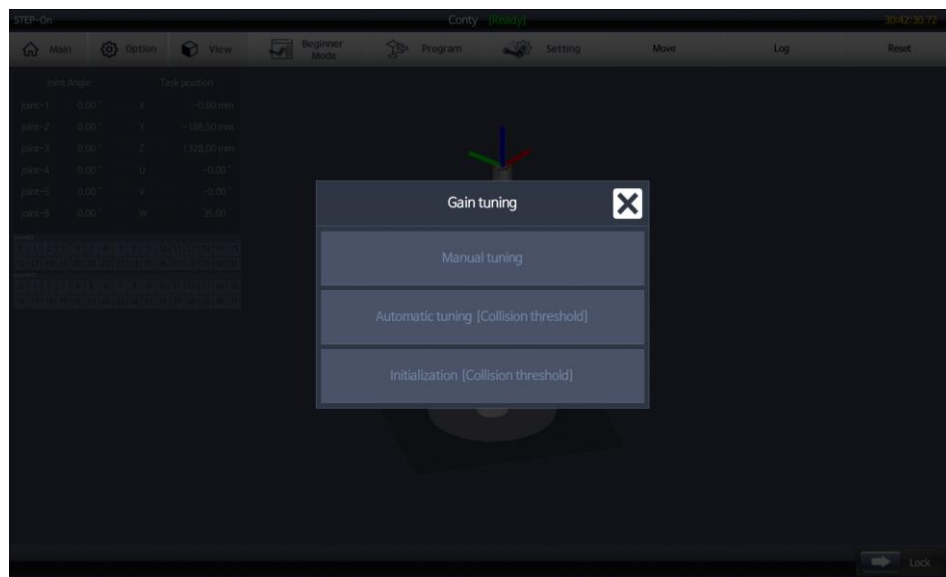 STEP-On
Conty [Ready]
30:42:30.72
Main
Option
View
Beginner
Mode
Program
Setting
Move
Log
Reset
Joint Angle
Task position
joint-1 0.00 ° X -0.00 mm
joint-2 0.00 ° Y -186.50 mm
joint-3 0.00 ° Z 1328.00 mm
joint-4 0.00 ° U -0.00 °
joint-5 0.00 ° V -0.00 °
joint-6 0.00 ° W
Gain tuning
Manual tuning
Automatic tuning [Collision threshold]
Initialization [Collision threshold]
Lock